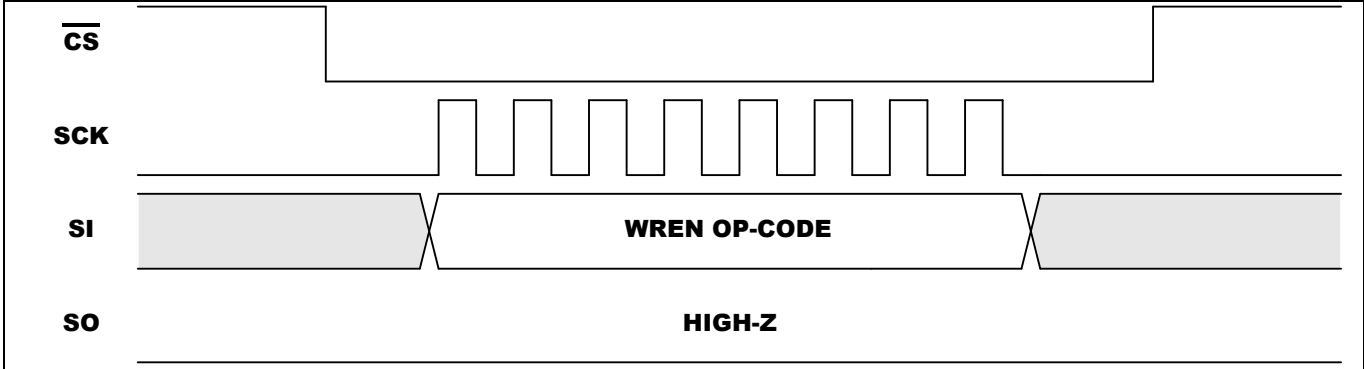 CS
SCK
SI
WREN OP-CODE
SO
HIGH-Z